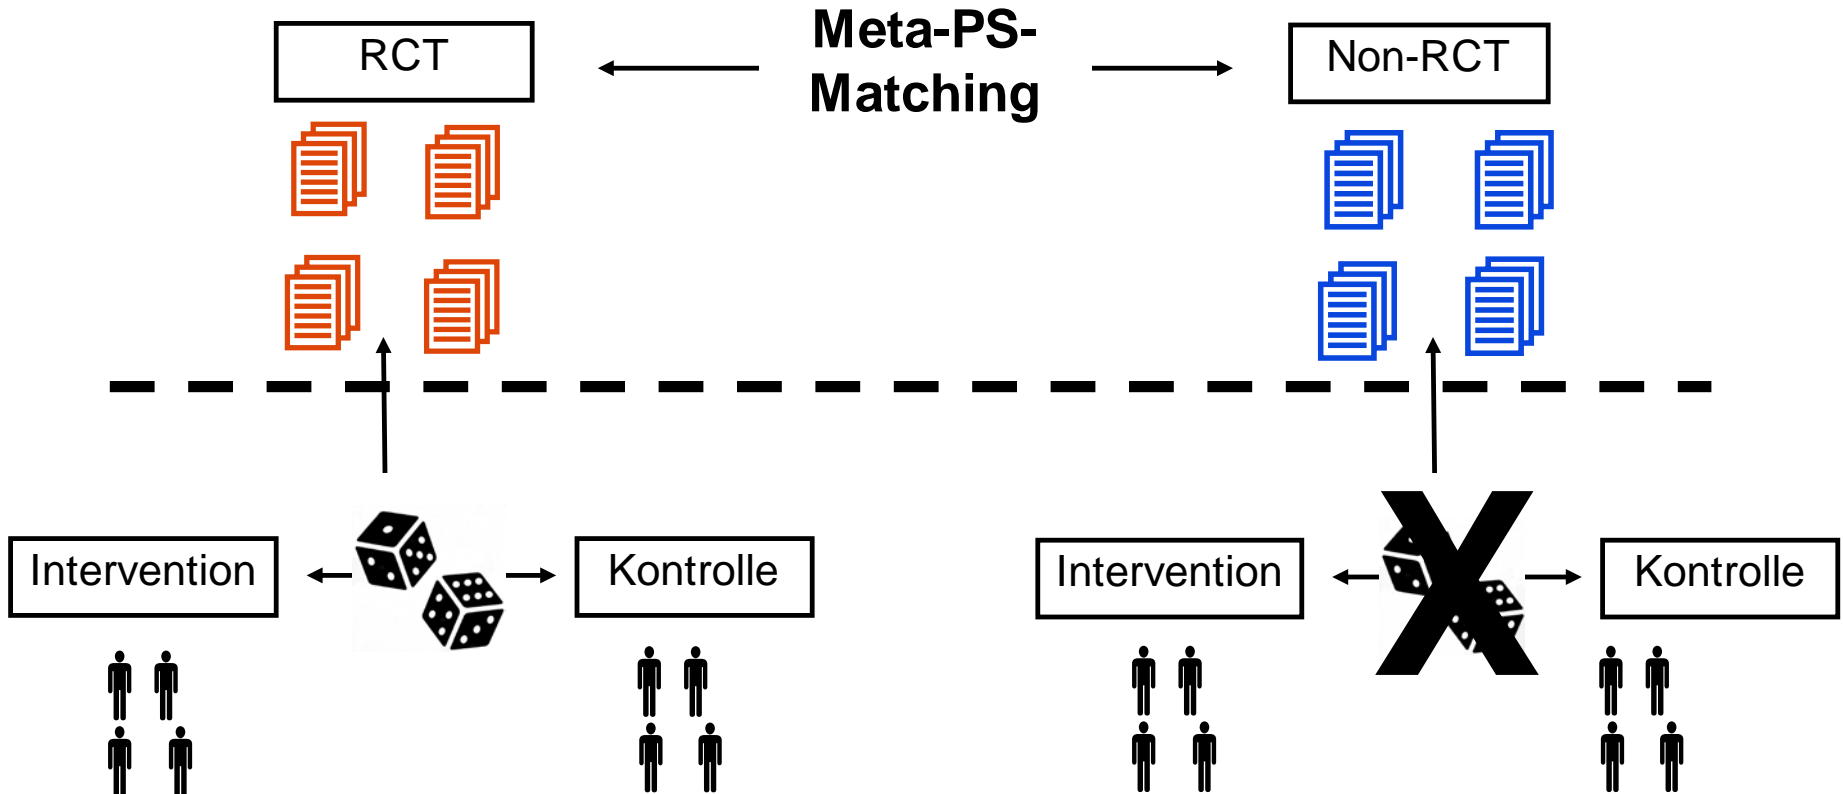 RCT
Meta-PS-
Matching
Non-RCT
Intervention
Kontrolle
Intervention
Kontrolle